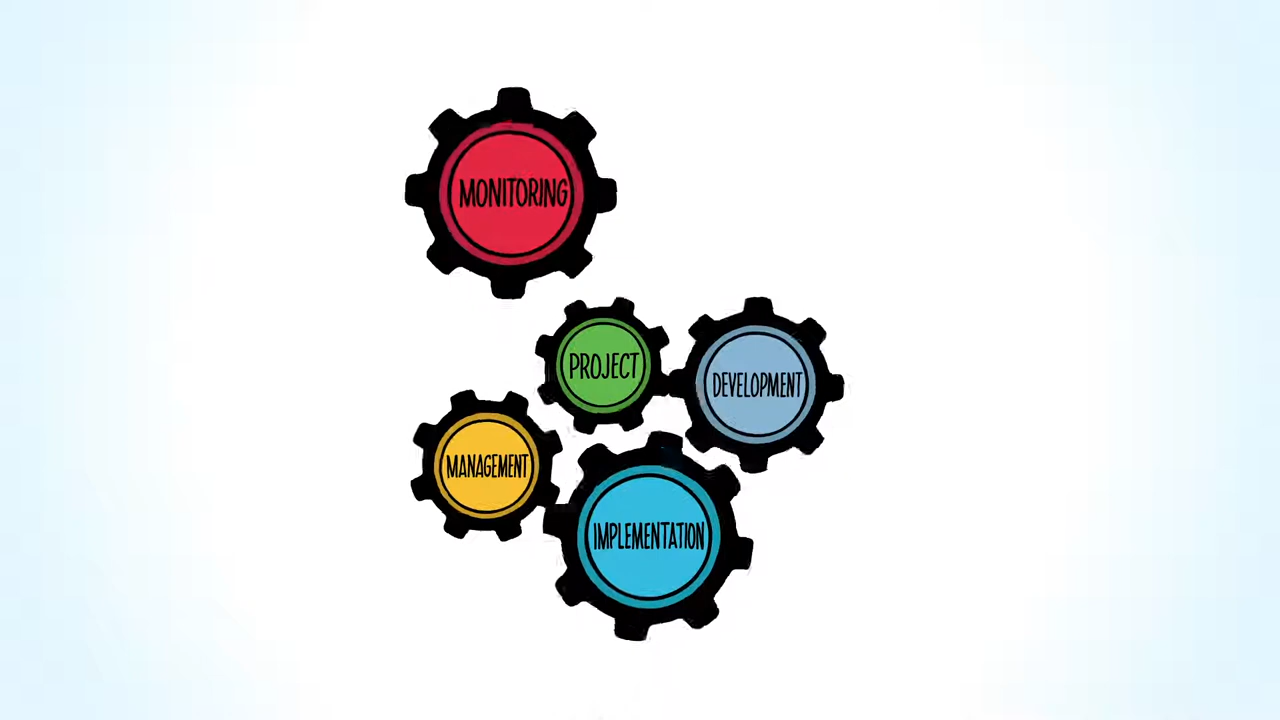 MONITORING
PROJECT
DEVELOPMENT
MANAGEMENT
IMPLEMENTATION